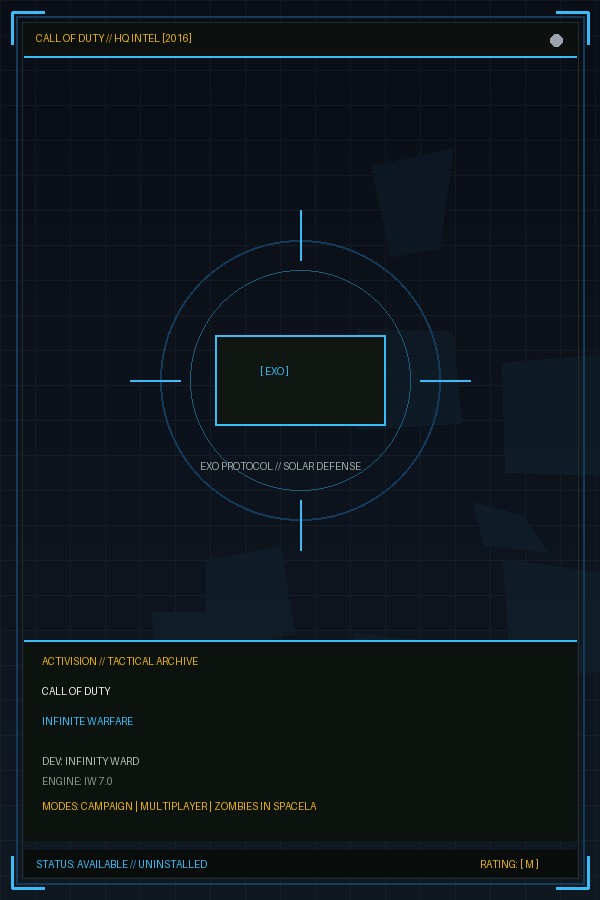 CALL OF DUTY // HQ INTEL [2016]
[ EXO ]
EXO PROTOCOL // SOLAR DEFENSE
ACTIVISION // TACTICAL ARCHIVE
CALL OF DUTY
INFINITE WARFARE
DEV: INFINITY WARD
ENGINE: IW 7.0
MODES: CAMPAIGN | MULTIPLAYER | ZOMBIES IN SPACELA
STATUS: AVAILABLE // UNINSTALLED
RATING: [ M ]